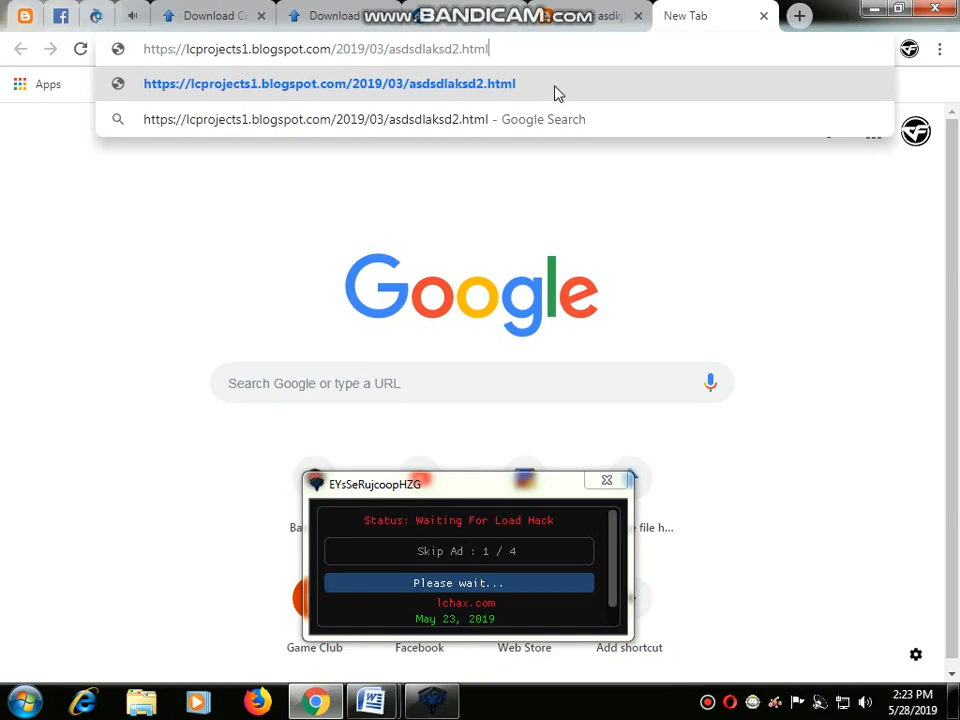 Download C
Download
WWW.BANDICAM.COM
asdkj
New Tab
https://lcprojects1.blogspot.com/2019/03/asdsdlaksd2.html
Apps
https://lcprojects1.blogspot.com/2019/03/asdsdlaksd2.html
https://lcprojects1.blogspot.com/2019/03/asdsdlaksd2.html - Google Search
Google
Search Google or type a URL
EYsSeRujcoopHZG
Status: Waiting For Load Hack
Ba
file h...
Skip Ad : 1 / 4
Please wait...
lchax.com
May 23, 2019
Game Club
Facebook
Web Store
Add shortcut
2:23 PM
5/28/2019